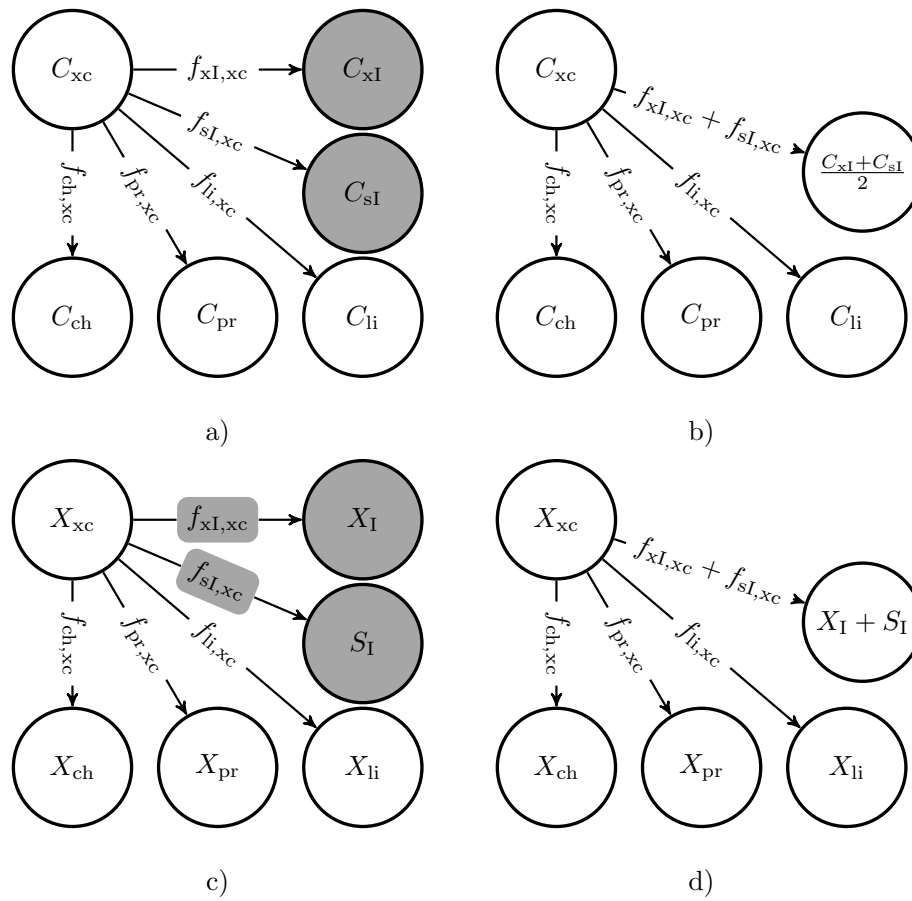 C_xc f_xI,xc C_xI
f_sI,xc
C_sI
f_ch,xc f_pr,xc f_li,xc
C_ch C_pr C_li
a)
C_xc f_xI,xc + f_sI,xc
(C_xI+C_sI)/2
f_ch,xc f_pr,xc f_li,xc
C_ch C_pr C_li
b)
X_xc f_xI,xc X_I
f_sI,xc
S_I
f_ch,xc f_pr,xc f_li,xc
X_ch X_pr X_li
c)
X_xc f_xI,xc + f_sI,xc
X_I + S_I
f_ch,xc f_pr,xc f_li,xc
X_ch X_pr X_li
d)